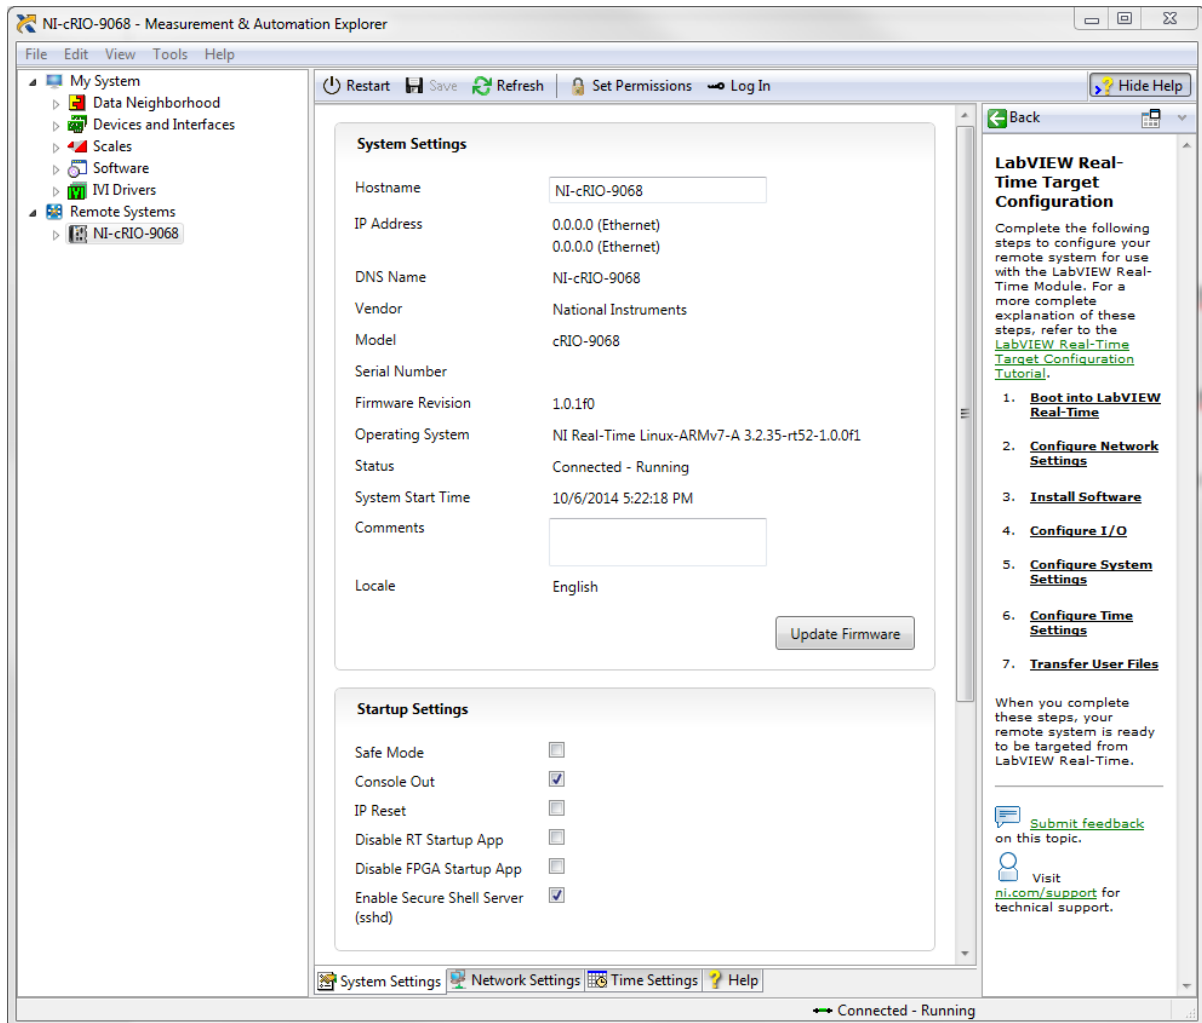 NI-cRIO-9068 - Measurement & Automation Explorer
File Edit View Tools Help
My System
Data Neighborhood
Devices and Interfaces
Scales
Software
IVI Drivers
Remote Systems
NI-cRIO-9068
Restart Save Refresh Set Permissions Log In Hide Help
System Settings
Hostname NI-cRIO-9068
IP Address 0.0.0.0 (Ethernet)
0.0.0.0 (Ethernet)
DNS Name NI-cRIO-9068
Vendor National Instruments
Model cRIO-9068
Serial Number
Firmware Revision 1.0.1f0
Operating System NI Real-Time Linux-ARMv7-A 3.2.35-rt52-1.0.0f1
Status Connected - Running
System Start Time 10/6/2014 5:22:18 PM
Comments
Locale English
Update Firmware
Startup Settings
Safe Mode
Console Out
IP Reset
Disable RT Startup App
Disable FPGA Startup App
Enable Secure Shell Server
(sshd)
System Settings Network Settings Time Settings Help
Back
LabVIEW Real-
Time Target
Configuration
Complete the following
steps to configure your
remote system for use
with the LabVIEW Real-
Time Module. For a
more complete
explanation of these
steps, refer to the
LabVIEW Real-Time
Target Configuration
Tutorial.
1. Boot into LabVIEW
Real-Time
2. Configure Network
Settings
3. Install Software
4. Configure I/O
5. Configure System
Settings
6. Configure Time
Settings
7. Transfer User Files
When you complete
these steps, your
remote system is ready
to be targeted from
LabVIEW Real-Time.
Submit feedback
on this topic.
Visit
ni.com/support for
technical support.
Connected - Running